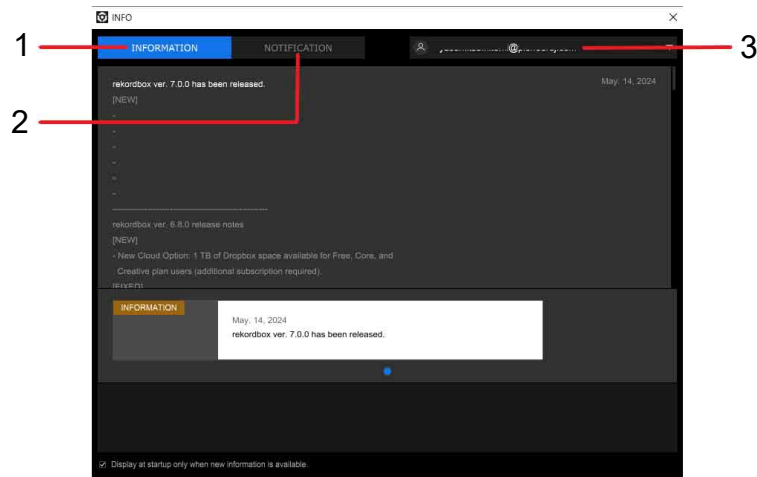 INFO
1
INFORMATION
NOTIFICATION
3
2
rekordbox ver. 7.0.0 has been released.
May. 14, 2024
[NEW]
-
-
-
-
-
-
--------------------------------------------------
rekordbox ver. 6.8.0 release notes
[NEW]
- New Cloud Option: 1 TB of Dropbox space available for Free, Core, and
Creative plan users (additional subscription required).
[FIXED]
INFORMATION
May. 14, 2024
rekordbox ver. 7.0.0 has been released.
Display at startup only when new information is available.